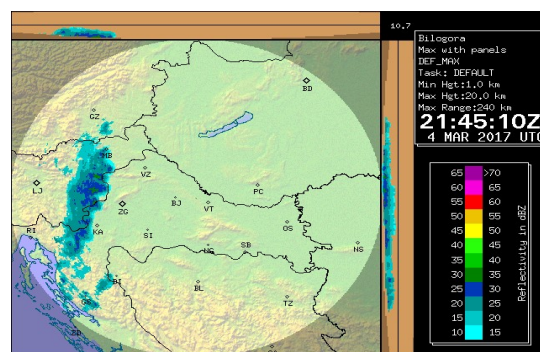 10.7
Bilogora
Max with panels
DEF_MAX
Task: DEFAULT
Min Hgt:1.0 km
Max Hgt:20.0 km
Max Range:240 km
21:45:10Z
4 MAR 2017 UTC
BD
GZ
MB
VZ
LJ
PC
ZG
BJ
VT
RI
KA
SI
OS
SB
NS
BI
BL
TZ
ZD
65 >70
60 65
55 60
50 55
45 50
40 45
35 40
30 35
25 30
20 25
15 20
10 15
Reflectivity in dBZ